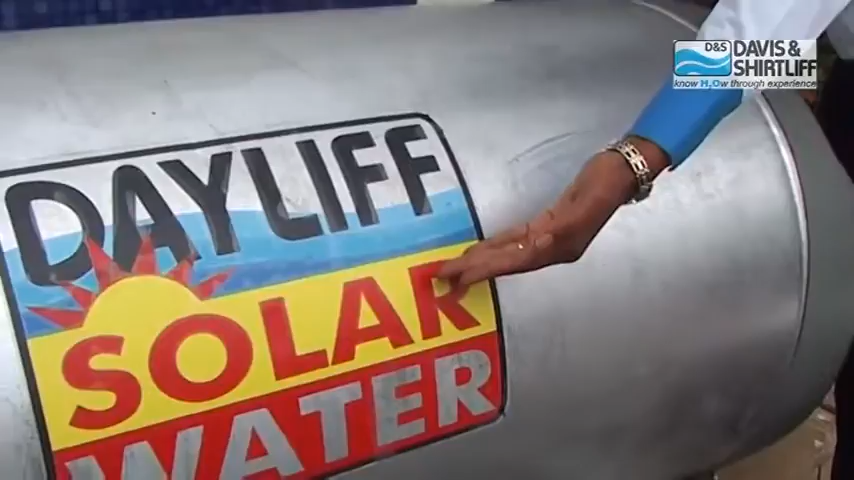 D&S
DAVIS &
SHIRTLIFF
know H2Ow through experience
DAYLIFF
SOLAR
WATER